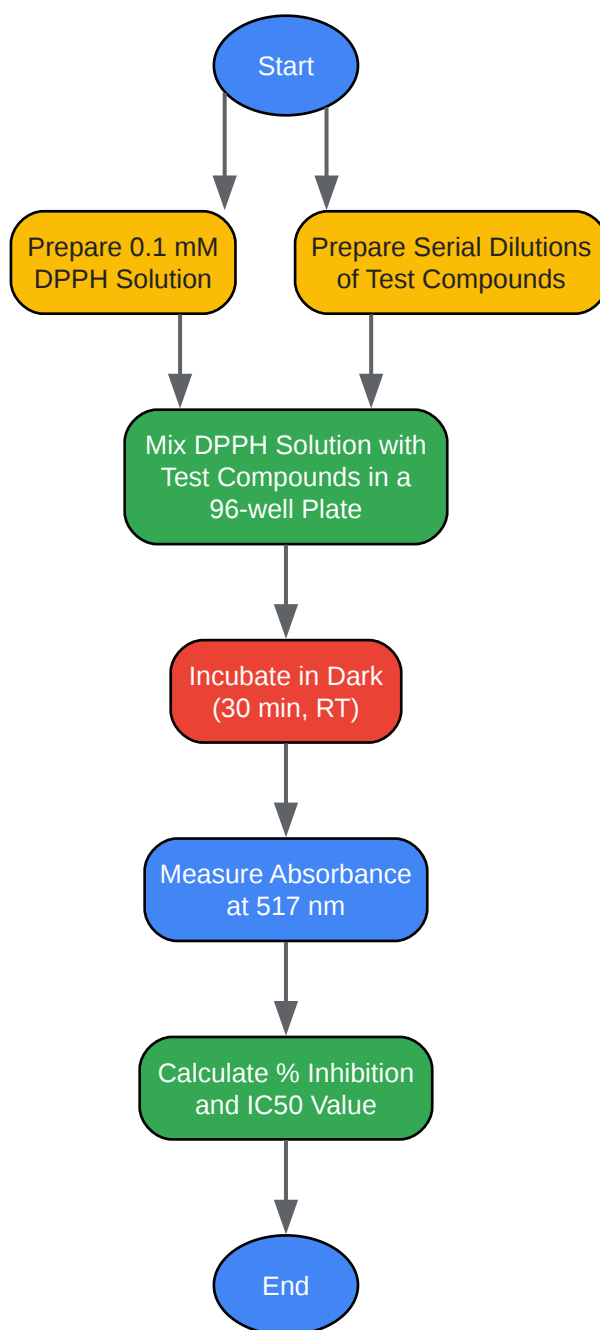 Start
Prepare 0.1 mM
DPPH Solution
Prepare Serial Dilutions
of Test Compounds
Mix DPPH Solution with
Test Compounds in a
96-well Plate
Incubate in Dark
(30 min, RT)
Measure Absorbance
at 517 nm
Calculate % Inhibition
and IC50 Value
End